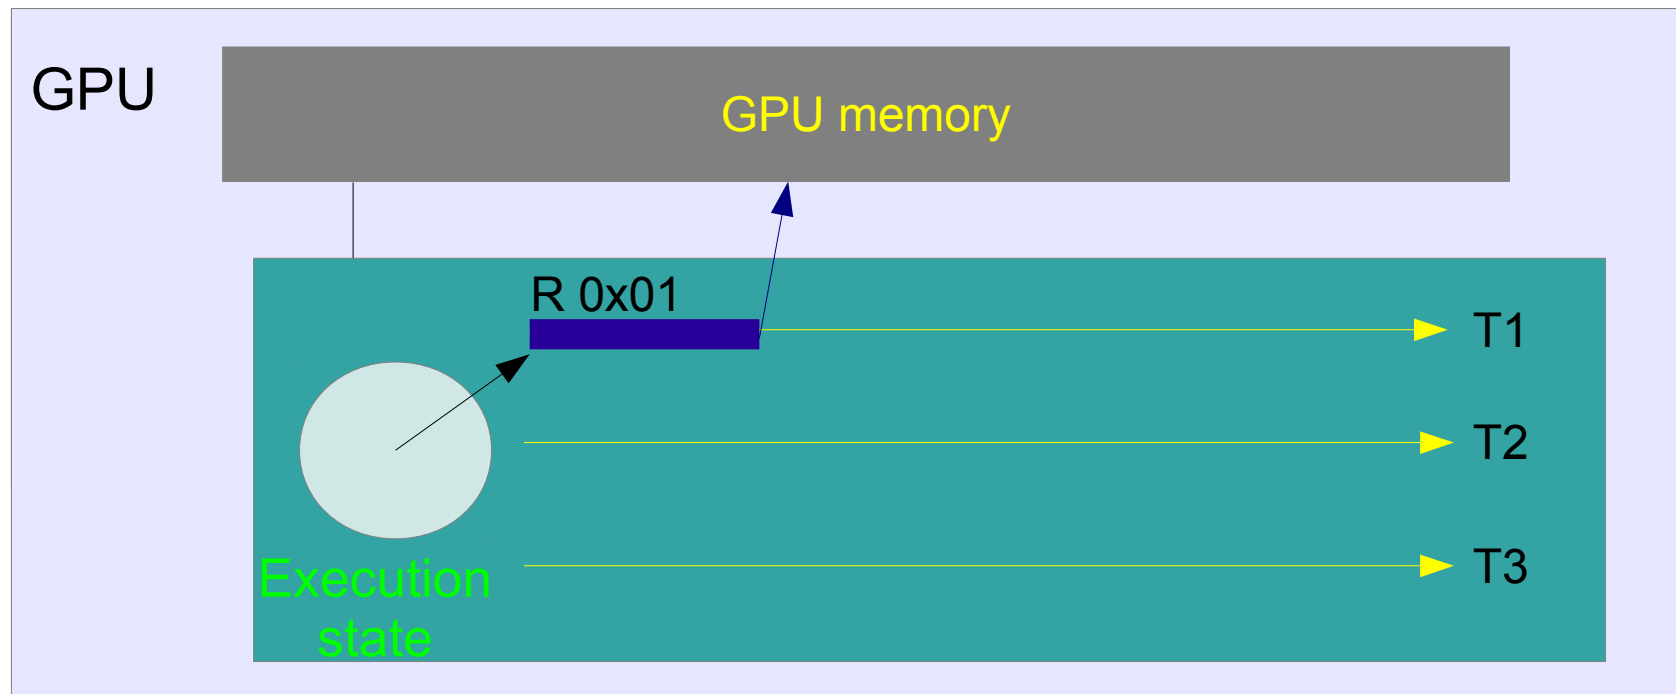 GPU
GPU memory
R 0x01
T1
T2
T3
Execution
state